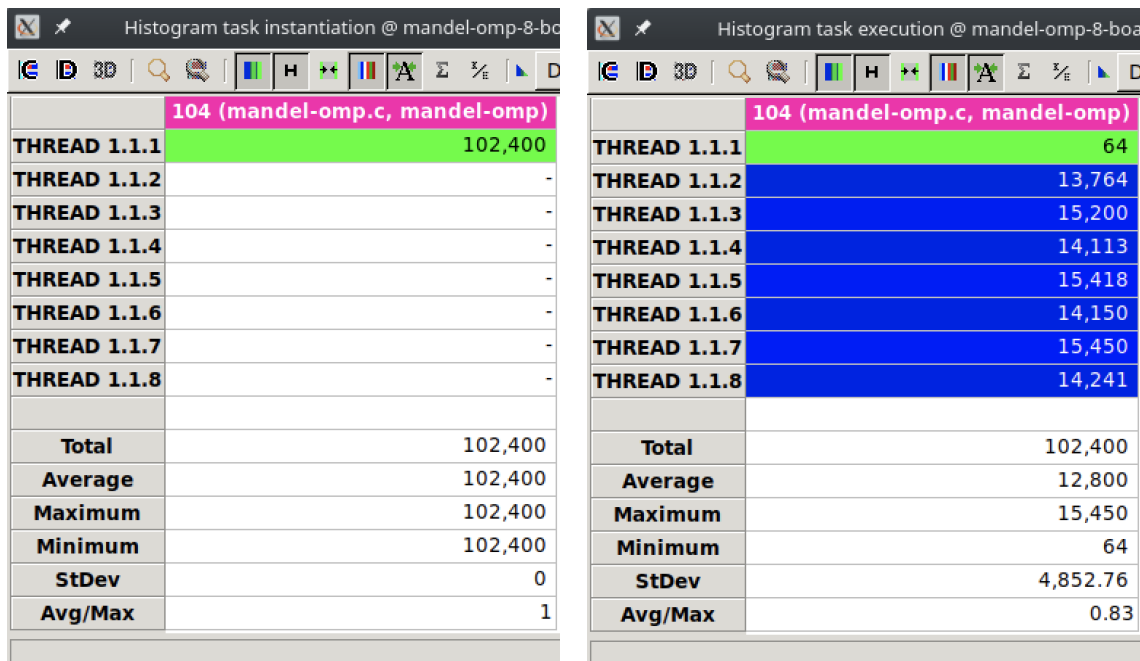 Histogram task instantiation @ mandel-omp-8-bo
3D H A Σ ⅟ D
104 (mandel-omp.c, mandel-omp)
THREAD 1.1.1 102,400
THREAD 1.1.2 -
THREAD 1.1.3 -
THREAD 1.1.4 -
THREAD 1.1.5 -
THREAD 1.1.6 -
THREAD 1.1.7 -
THREAD 1.1.8 -
Total 102,400
Average 102,400
Maximum 102,400
Minimum 102,400
StDev 0
Avg/Max 1
Histogram task execution @ mandel-omp-8-boa
3D H A Σ ⅟ D
104 (mandel-omp.c, mandel-omp)
THREAD 1.1.1 64
THREAD 1.1.2 13,764
THREAD 1.1.3 15,200
THREAD 1.1.4 14,113
THREAD 1.1.5 15,418
THREAD 1.1.6 14,150
THREAD 1.1.7 15,450
THREAD 1.1.8 14,241
Total 102,400
Average 12,800
Maximum 15,450
Minimum 64
StDev 4,852.76
Avg/Max 0.83